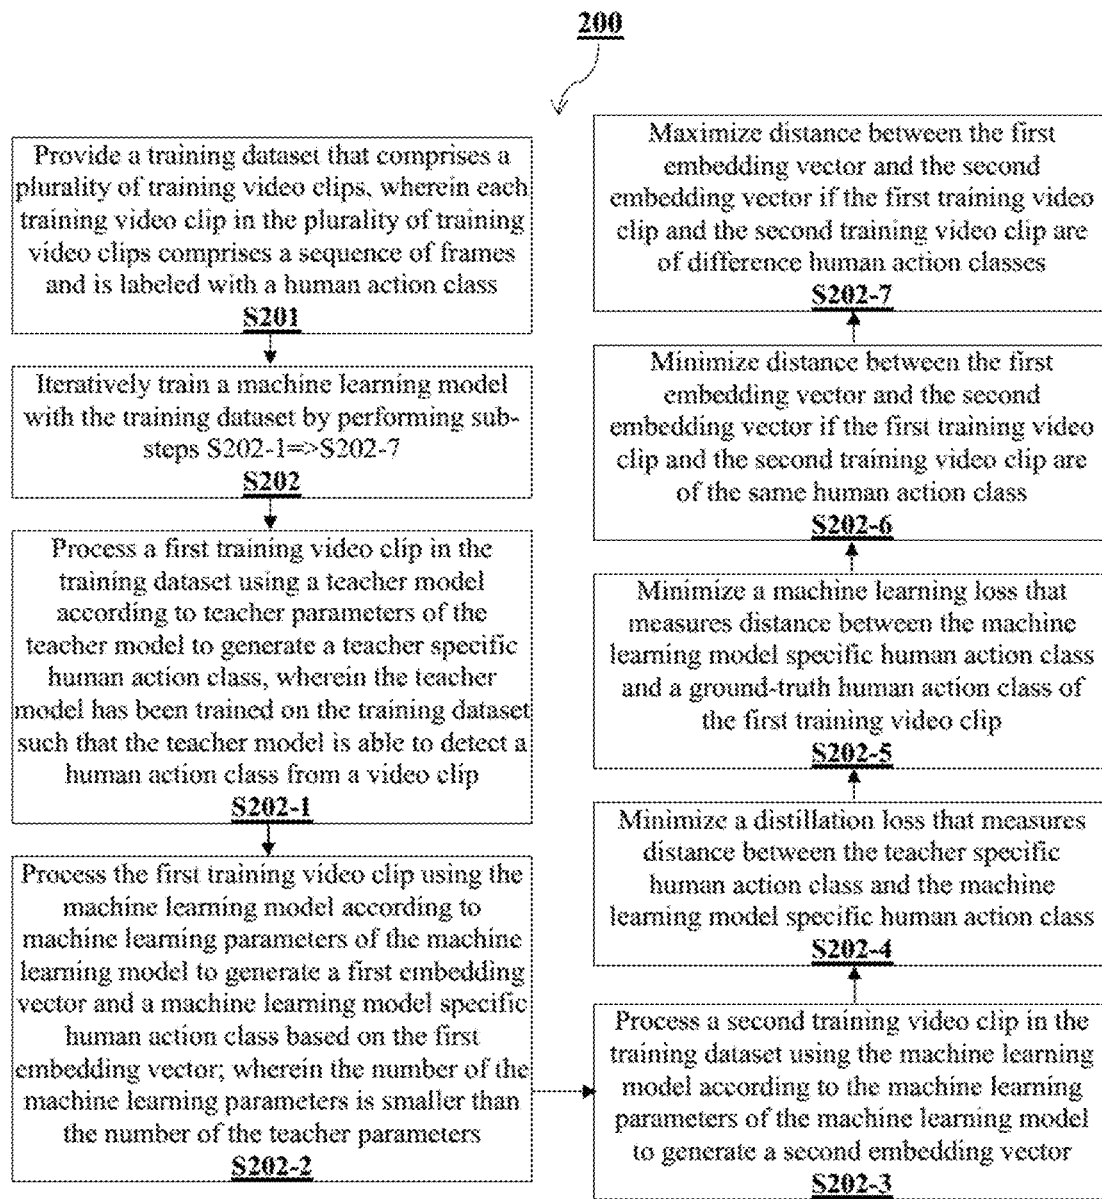 200
Provide a training dataset that comprises a
plurality of training video clips, wherein each
training video clip in the plurality of training
video clips comprises a sequence of frames
and is labeled with a human action class
S201
Iteratively train a machine learning model
with the training dataset by performing sub-
steps S202-1=>S202-7
S202
Process a first training video clip in the
training dataset using a teacher model
according to teacher parameters of the
teacher model to generate a teacher specific
human action class, wherein the teacher
model has been trained on the training dataset
such that the teacher model is able to detect a
human action class from a video clip
S202-1
Process the first training video clip using the
machine learning model according to
machine learning parameters of the machine
learning model to generate a first embedding
vector and a machine learning model specific
human action class based on the first
embedding vector; wherein the number of the
machine learning parameters is smaller than
the number of the teacher parameters
S202-2
Maximize distance between the first
embedding vector and the second
embedding vector if the first training video
clip and the second training video clip are
of difference human action classes
S202-7
Minimize distance between the first
embedding vector and the second
embedding vector if the first training video
clip and the second training video clip are
of the same human action class
S202-6
Minimize a machine learning loss that
measures distance between the machine
learning model specific human action class
and a ground-truth human action class of
the first training video clip
S202-5
Minimize a distillation loss that measures
distance between the teacher specific
human action class and the machine
learning model specific human action class
S202-4
Process a second training video clip in the
training dataset using the machine learning
model according to the machine learning
parameters of the machine learning model
to generate a second embedding vector
S202-3